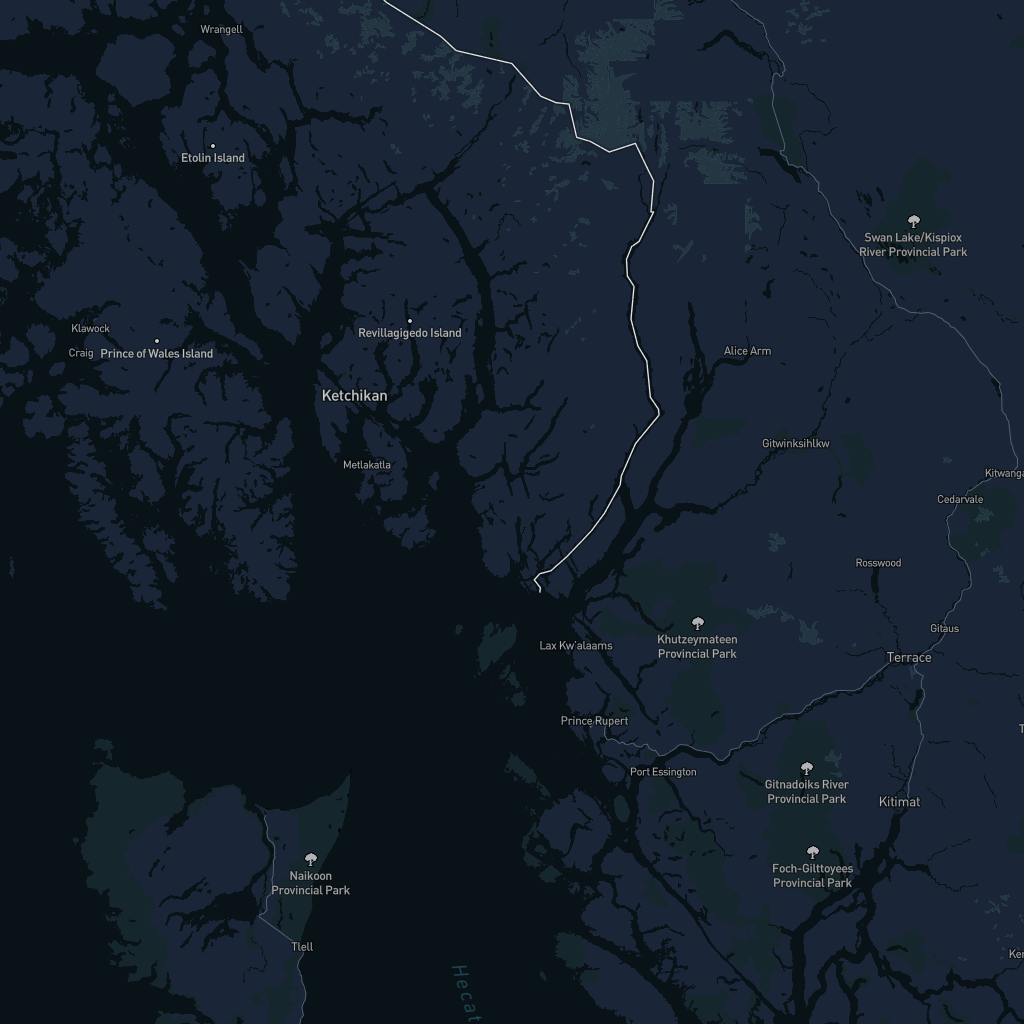 Wrangell
Etolin Island
Swan Lake/Kispiox
River Provincial Park
Klawock
Revillagigedo Island
Craig
Prince of Wales Island
Alice Arm
Ketchikan
Gitwinksihlkw
Metlakatla
Kitwanga
Cedarvale
Rosswood
Gitaus
Khutzeymateen
Provincial Park
Lax Kw'alaams
Terrace
Prince Rupert
Port Essington
Gitnadoiks River
Provincial Park
Kitimat
Naikoon
Provincial Park
Foch-Gilttoyees
Provincial Park
Tlell
Hecat